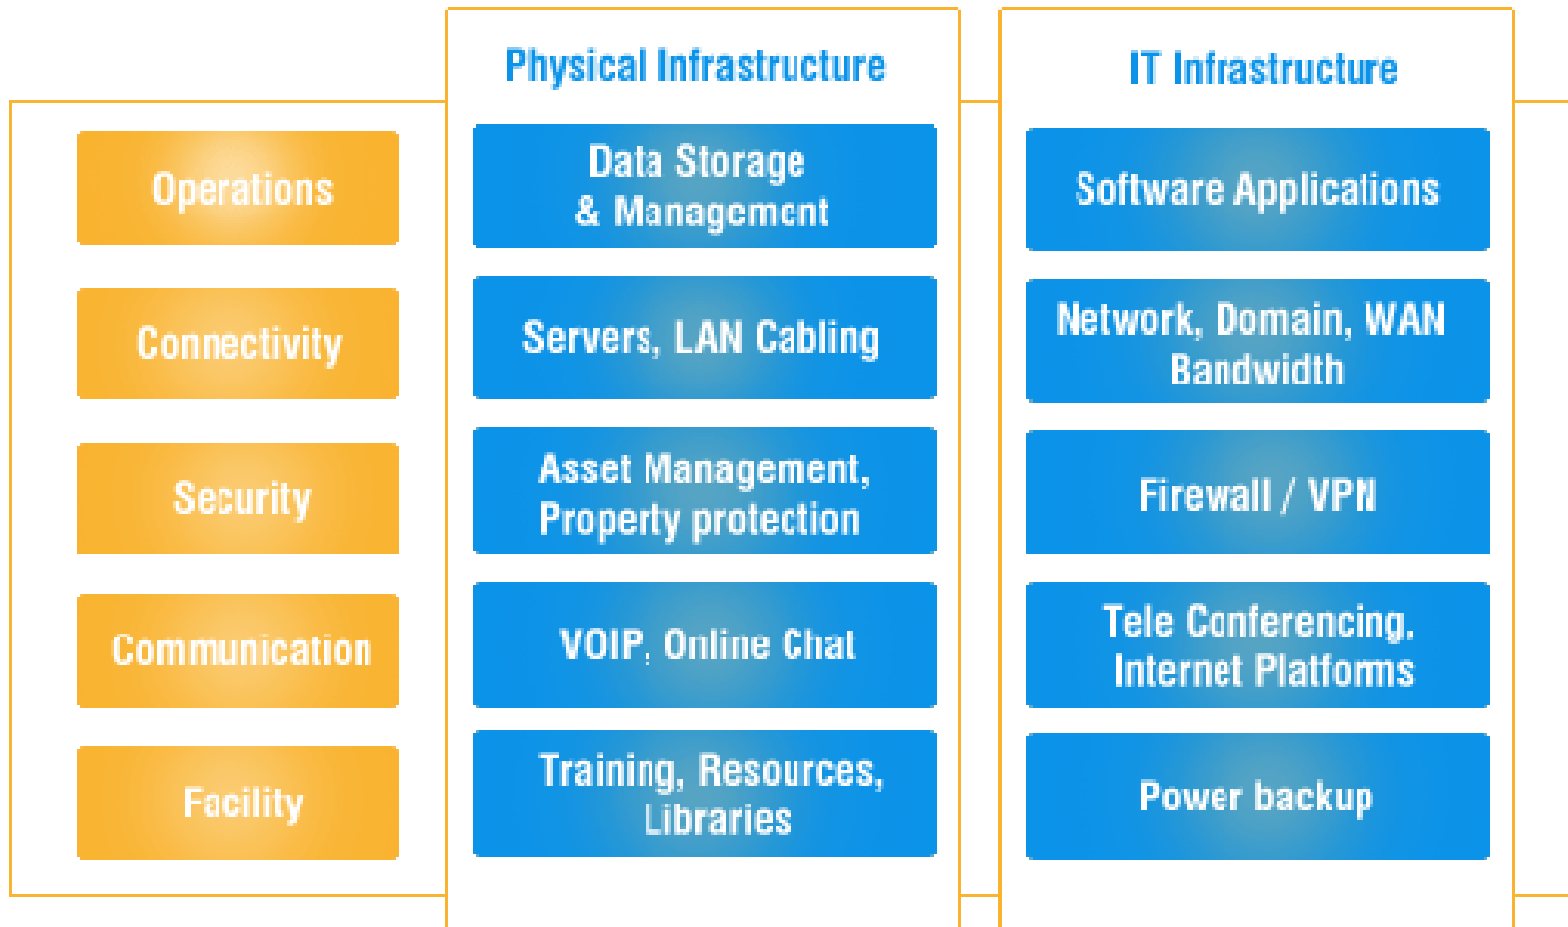 Physical Infrastructure
IT Infrastructure
Operations
Data Storage
& Management
Software Applications
Connectivity
Servers, LAN Cabling
Network, Domain, WAN
Bandwidth
Security
Asset Management,
Property protection
Firewall / VPN
Communication
VOIP, Online Chat
Tele Conferencing.
Internet Platforms
Facility
Training, Resources,
Libraries
Power backup